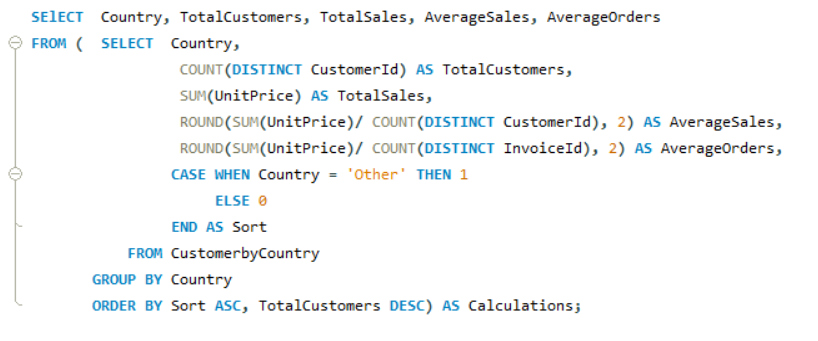 SElECT Country, TotalCustomers, TotalSales, AverageSales, AverageOrders
FROM ( SELECT Country,
COUNT(DISTINCT CustomerId) AS TotalCustomers,
SUM(UnitPrice) AS TotalSales,
ROUND(SUM(UnitPrice)/ COUNT(DISTINCT CustomerId), 2) AS AverageSales,
ROUND(SUM(UnitPrice)/ COUNT(DISTINCT InvoiceId), 2) AS AverageOrders,
CASE WHEN Country = 'Other' THEN 1
ELSE 0
END AS Sort
FROM CustomerbyCountry
GROUP BY Country
ORDER BY Sort ASC, TotalCustomers DESC) AS Calculations;